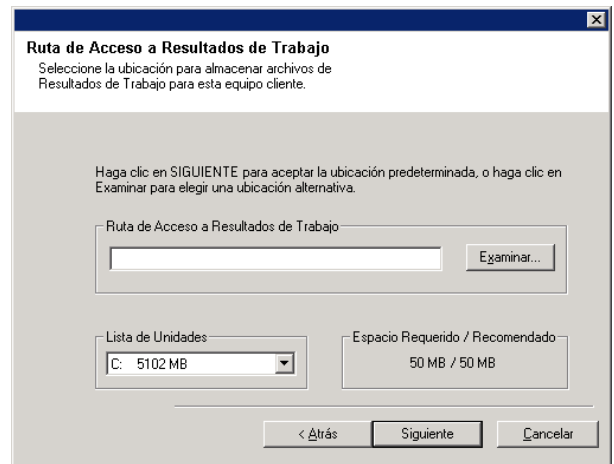 Ruta de Acceso a Resultados de Trabajo
Seleccione la ubicación para almacenar archivos de
Resultados de Trabajo para esta equipo cliente.
Haga clic en SIGUIENTE para aceptar la ubicación predeterminada, o haga clic en
Examinar para elegir una ubicación alternativa.
Ruta de Acceso a Resultados de Trabajo
Examinar...
Lista de Unidades
C: 5102 MB
Espacio Requerido / Recomendado
50 MB / 50 MB
< Atrás
Siguiente
Cancelar